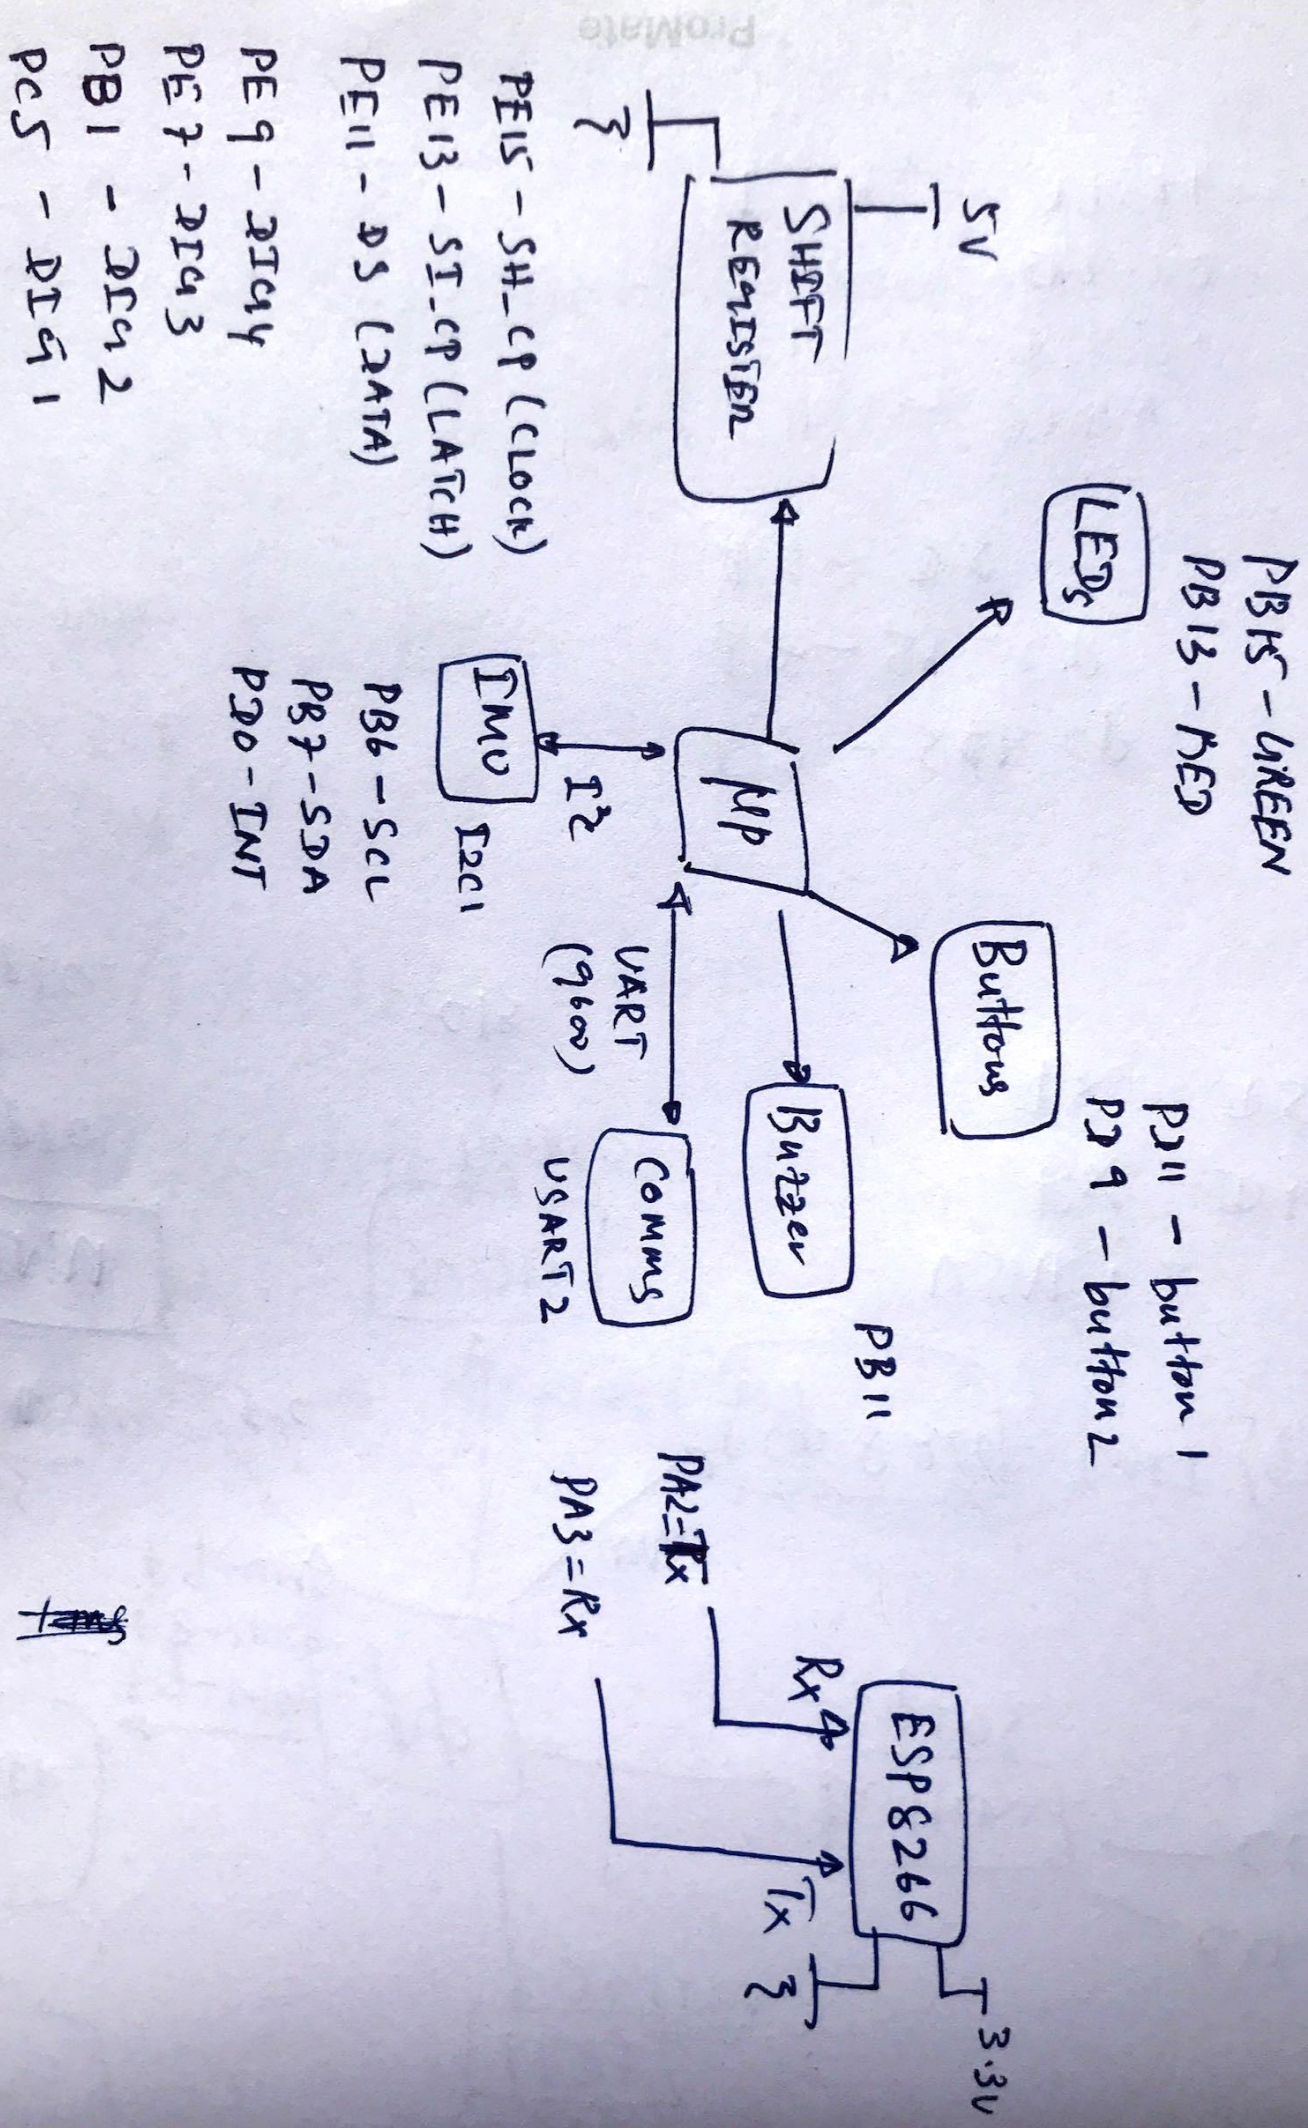 PB15 - GREEN
PB13 - RED
LEDs
PD11 - button 1
PD9 - button 2
Buttons
5V
SHIFT
REGISTER
PE15 - SH_CP (CLOCK)
PE13 - ST_CP (LATCH)
PE11 - DS (DATA)
PE9 - DIG4
PE7 - DIG3
PB1 - DIG2
PC5 - DIG1
μP
Buzzer
PB11
I²C
IMU
I2C1
PB6 - SCL
PB7 - SDA
PD0 - INT
UART
(9600)
COMMS
USART2
3.3V
ESP8266
Rx
Tx
PA2 = Tx
PA3 = Rx
ProMate